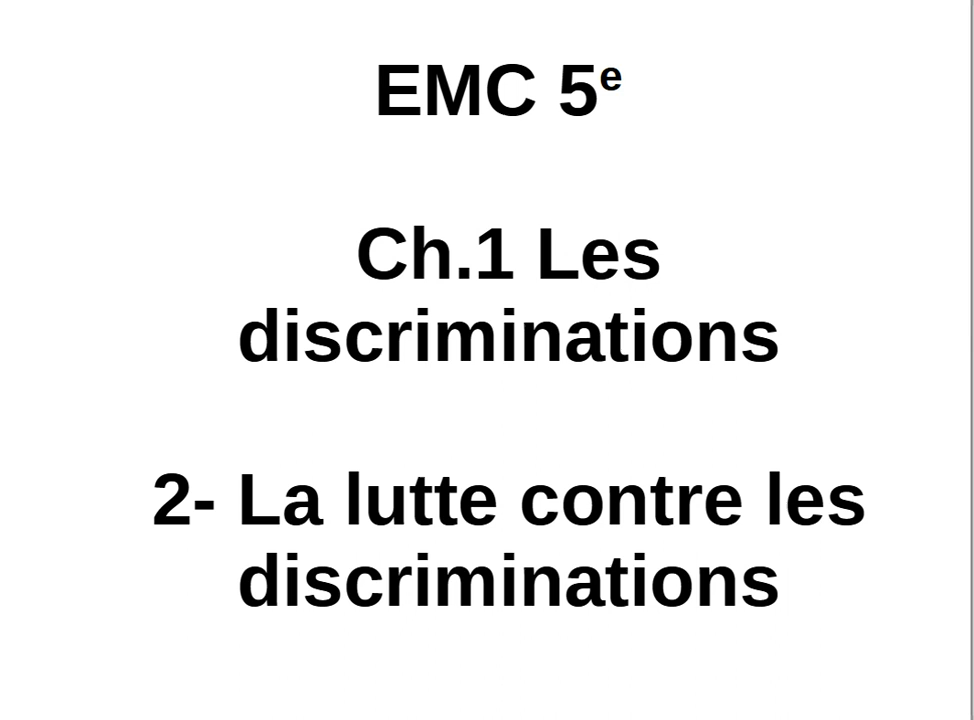 EMC 5e
Ch.1 Les
discriminations
2- La lutte contre les
discriminations